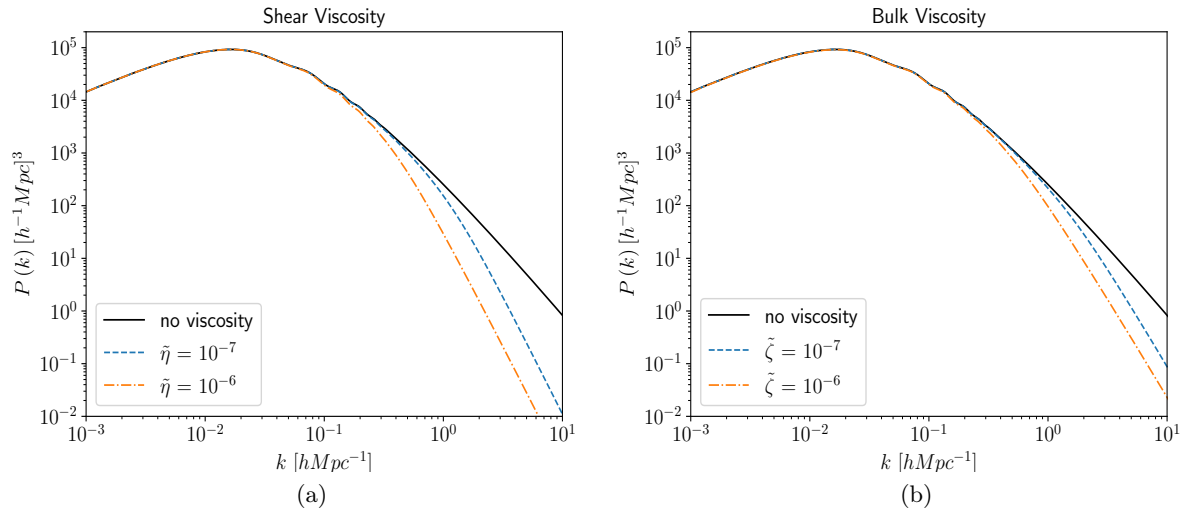 Shear Viscosity
10^5
10^4
10^3
10^2
10^1
10^0
10^{-1}
10^{-2}
P (k) [h^{-1}Mpc]^3
no viscosity
η̃ = 10^{-7}
η̃ = 10^{-6}
10^{-3} 10^{-2} 10^{-1} 10^0 10^1
k [hMpc^{-1}]
(a)
Bulk Viscosity
10^5
10^4
10^3
10^2
10^1
10^0
10^{-1}
10^{-2}
P (k) [h^{-1}Mpc]^3
no viscosity
ζ̃ = 10^{-7}
ζ̃ = 10^{-6}
10^{-3} 10^{-2} 10^{-1} 10^0 10^1
k [hMpc^{-1}]
(b)